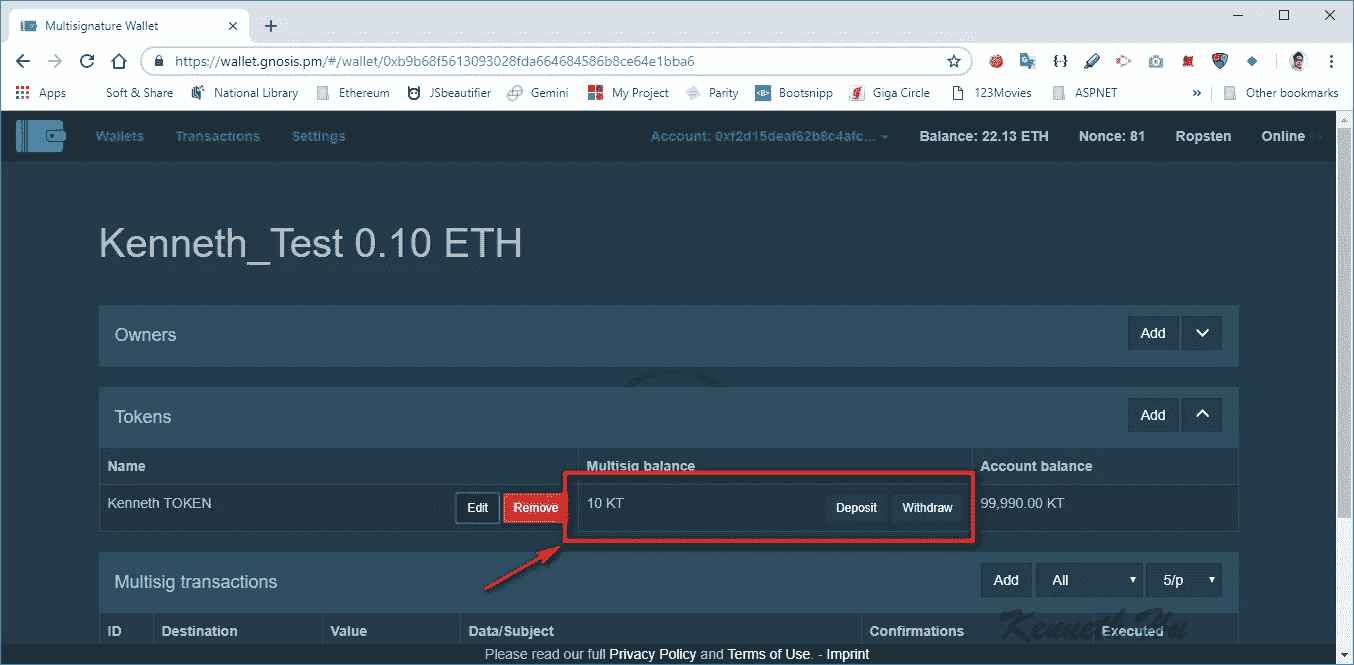 Multisignature Wallet
https://wallet.gnosis.pm/#/wallet/0xb9b68f5613093028fda664684586b8ce64e1bba6
Apps Soft & Share National Library Ethereum JSbeautifier Gemini My Project Parity Bootsnipp Giga Circle 123Movies ASPNET » Other bookmarks
Wallets Transactions Settings Account: 0xf2d15deaf62b8c4afc... Balance: 22.13 ETH Nonce: 81 Ropsten Online
Kenneth_Test 0.10 ETH
Owners Add
Tokens Add
Name Multisig balance Account balance
Kenneth TOKEN Edit Remove 10 KT Deposit Withdraw 99,990.00 KT
Multisig transactions Add All 5/p
ID Destination Value Data/Subject Confirmations Executed
Kenneth Hu
Please read our full Privacy Policy and Terms of Use. - Imprint